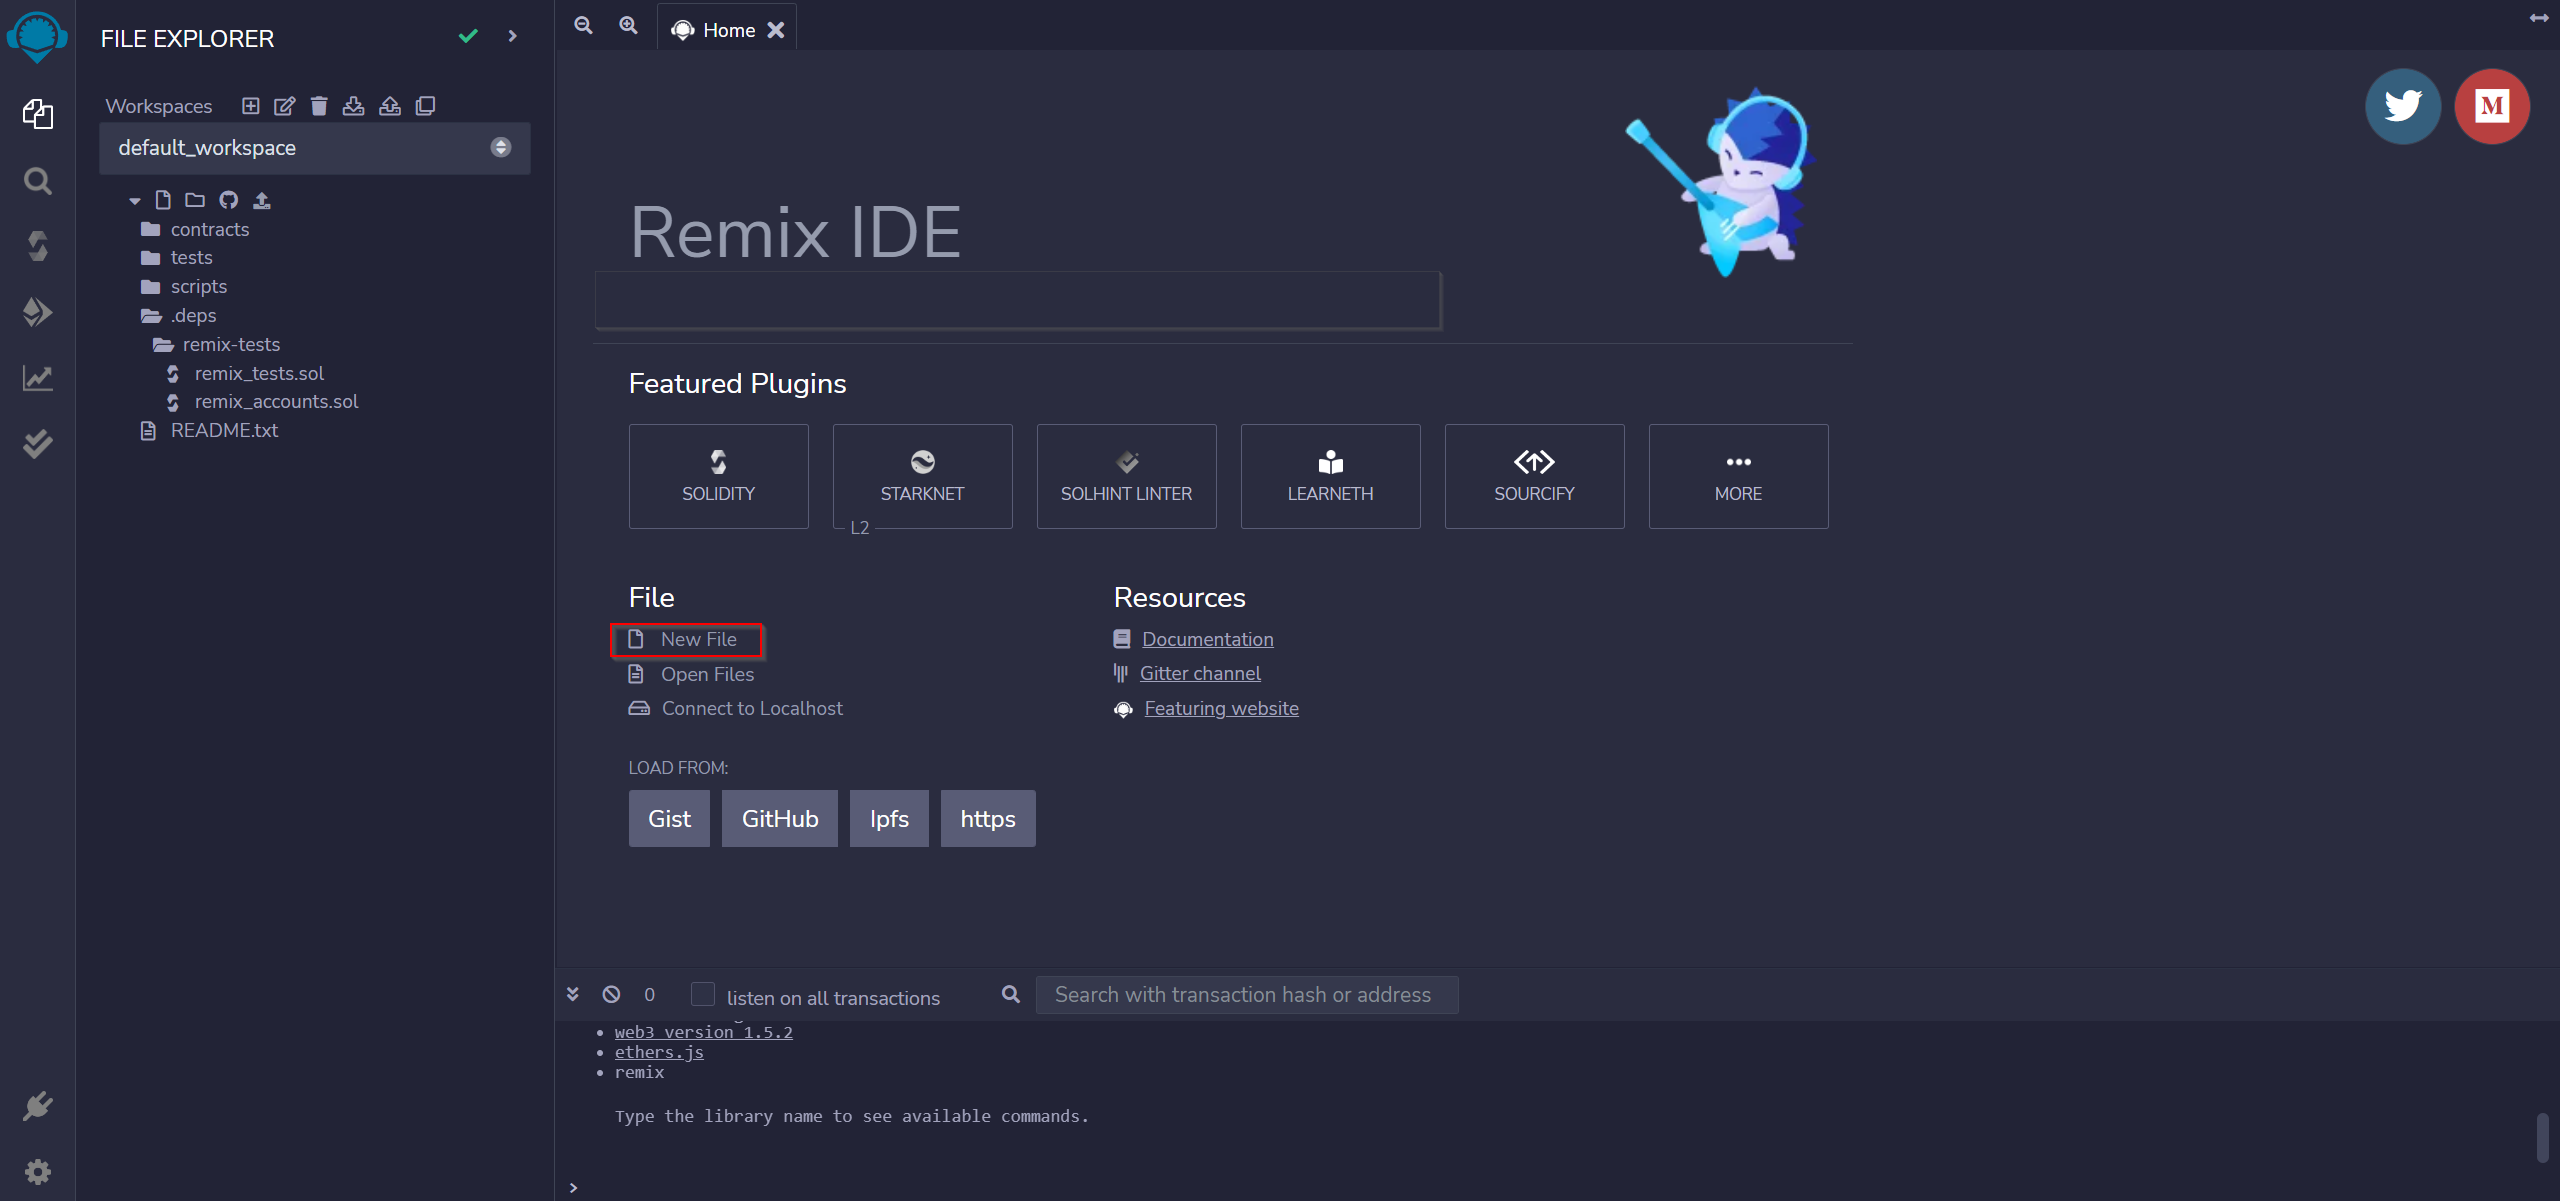 FILE EXPLORER
Home
Workspaces
default_workspace
contracts
tests
scripts
.deps
remix-tests
remix_tests.sol
remix_accounts.sol
README.txt
M
Remix IDE
Featured Plugins
SOLIDITY
STARKNET
L2
SOLHINT LINTER
LEARNETH
SOURCIFY
MORE
File
New File
Open Files
Connect to Localhost
Resources
Documentation
Gitter channel
Featuring website
LOAD FROM:
Gist GitHub Ipfs https
0 listen on all transactions Search with transaction hash or address
• web3 version 1.5.2
• ethers.js
• remix
Type the library name to see available commands.
>